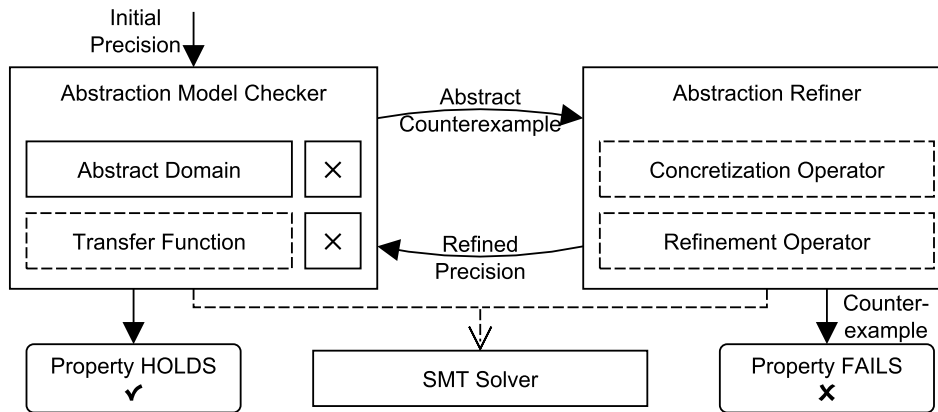 Initial
Precision
Abstraction Model Checker
Abstract Domain
×
Transfer Function
×
Abstract
Counterexample
Refined
Precision
Abstraction Refiner
Concretization Operator
Refinement Operator
Counter-
example
Property HOLDS
✓
SMT Solver
Property FAILS
✗